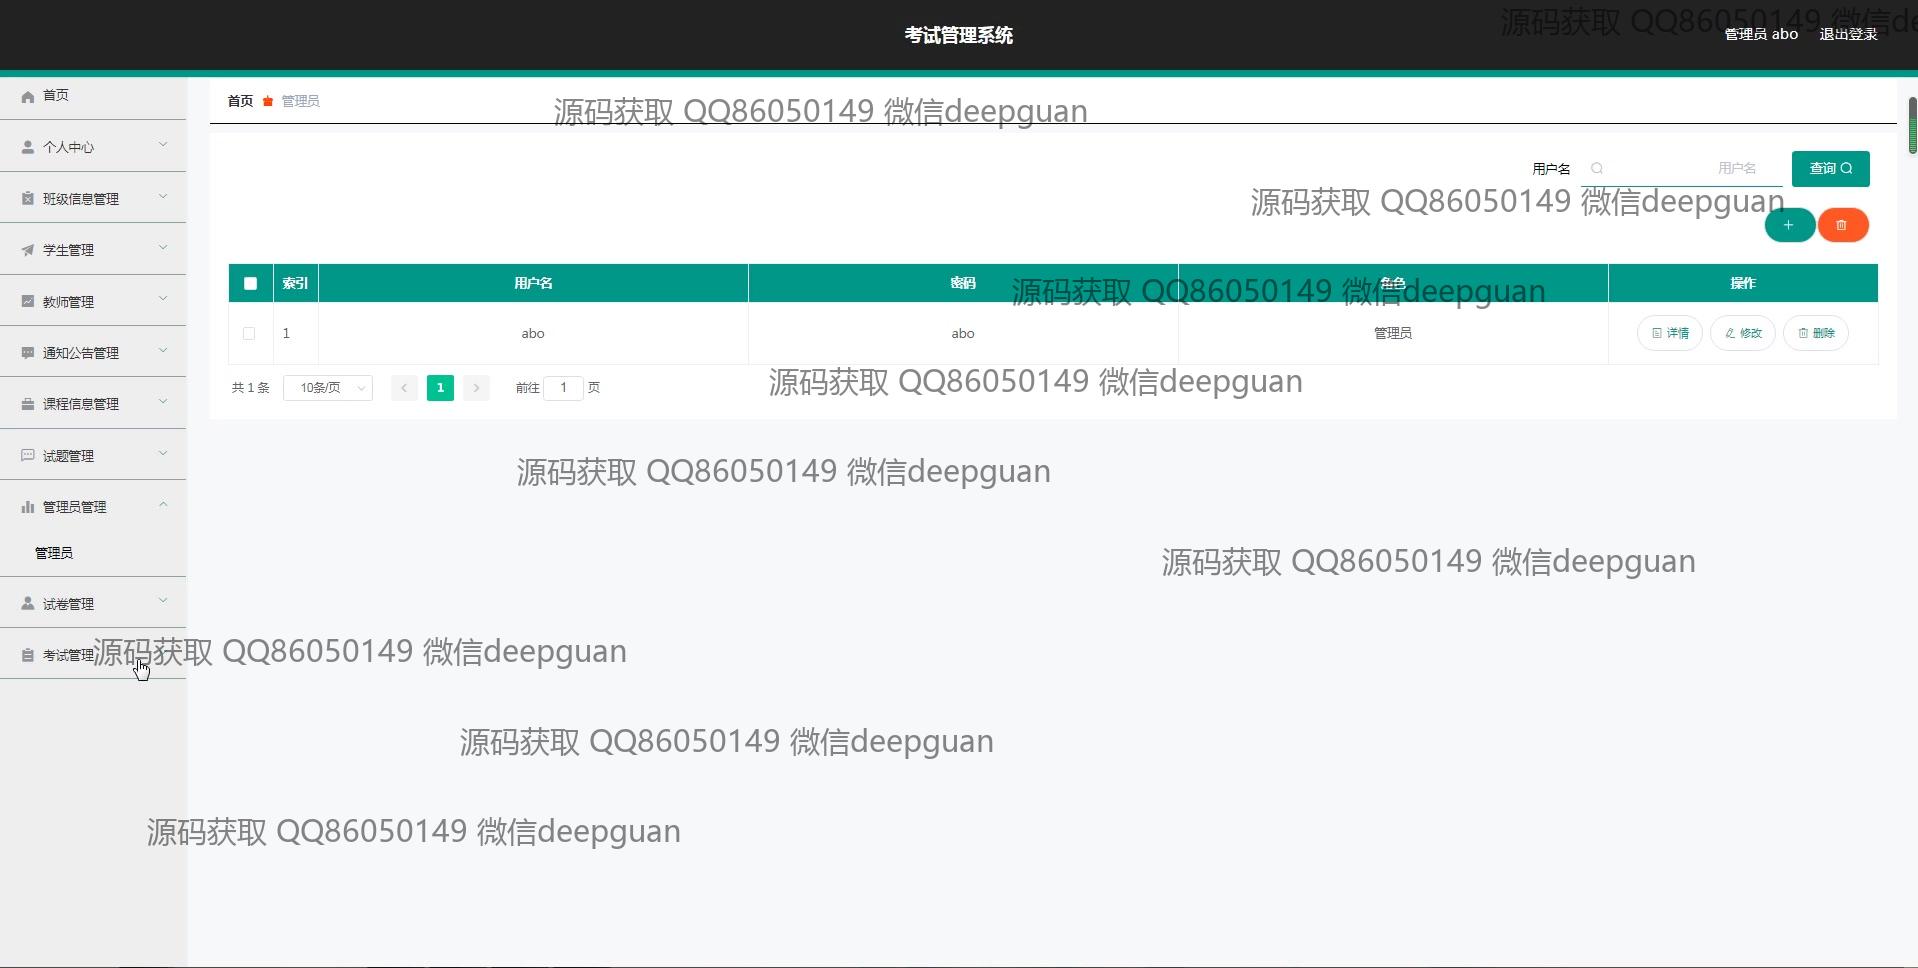 考试管理系统
源码获取 QQ86050149 微信de
管理员 abo 退出登录
首页
个人中心
班级信息管理
学生管理
教师管理
通知公告管理
课程信息管理
试题管理
管理员管理
管理员
试卷管理
考试管理
首页 管理员
源码获取 QQ86050149 微信deepguan
用户名 用户名 查询
源码获取 QQ86050149 微信deepguan
索引 用户名 密码 角色 操作
源码获取 QQ86050149 微信deepguan
1 abo abo 管理员 详情 修改 删除
共 1 条 10条/页 1 前往 1 页
源码获取 QQ86050149 微信deepguan
源码获取 QQ86050149 微信deepguan
源码获取 QQ86050149 微信deepguan
源码获取 QQ86050149 微信deepguan
源码获取 QQ86050149 微信deepguan
源码获取 QQ86050149 微信deepguan